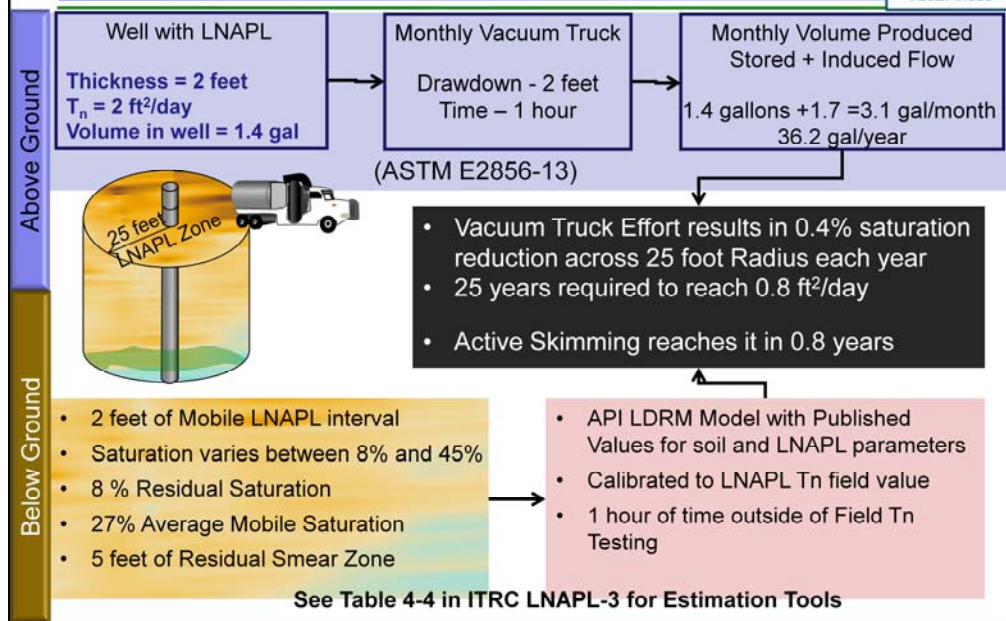 Above Ground
Well with LNAPL
Thickness = 2 feet
Tn = 2 ft²/day
Volume in well = 1.4 gal
Monthly Vacuum Truck
Drawdown - 2 feet
Time – 1 hour
Monthly Volume Produced
Stored + Induced Flow
1.4 gallons +1.7 =3.1 gal/month
36.2 gal/year
(ASTM E2856-13)
25 feet
LNAPL Zone
• Vacuum Truck Effort results in 0.4% saturation
reduction across 25 foot Radius each year
• 25 years required to reach 0.8 ft²/day
• Active Skimming reaches it in 0.8 years
Below Ground
• 2 feet of Mobile LNAPL interval
• Saturation varies between 8% and 45%
• 8 % Residual Saturation
• 27% Average Mobile Saturation
• 5 feet of Residual Smear Zone
• API LDRM Model with Published
Values for soil and LNAPL parameters
• Calibrated to LNAPL Tn field value
• 1 hour of time outside of Field Tn
Testing
See Table 4-4 in ITRC LNAPL-3 for Estimation Tools